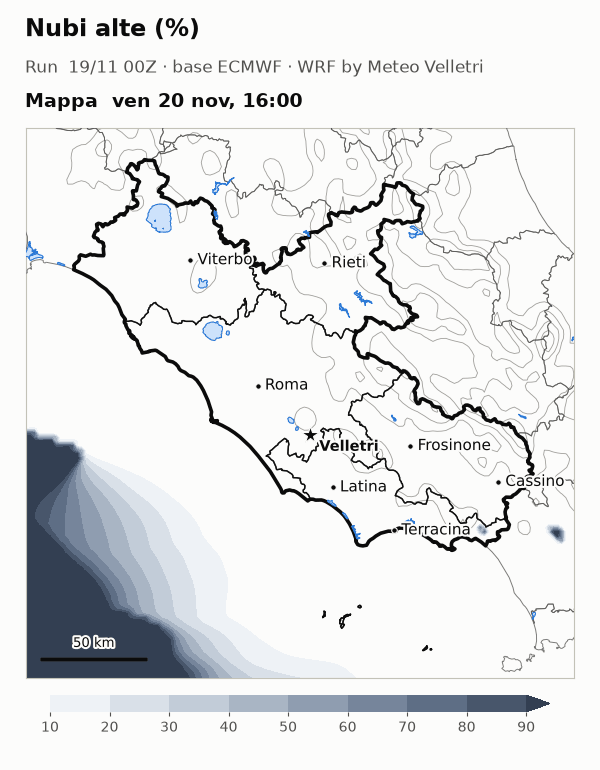 Nubi alte (%)
Run  19/11 00Z · base ECMWF · WRF by Meteo Velletri
Mappa  ven 20 nov, 16:00
Viterbo
Rieti
Roma
Velletri
Frosinone
Cassino
Latina
Terracina
50 km
10 20 30 40 50 60 70 80 90